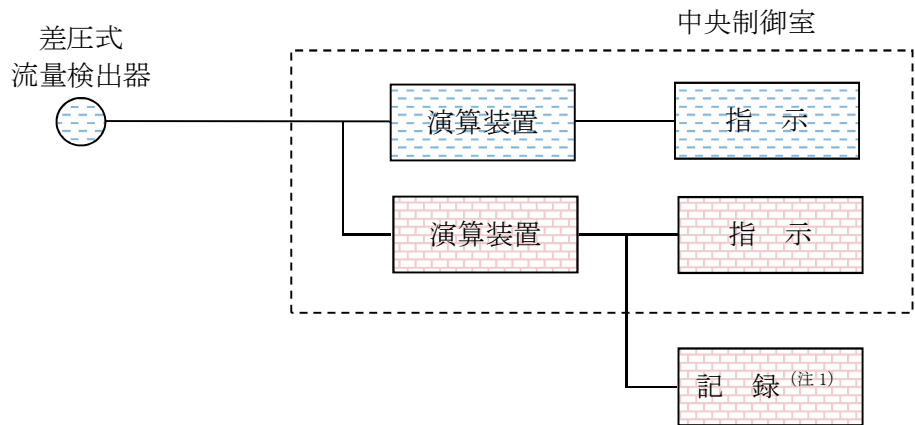 中央制御室
差圧式
流量検出器
演算装置
指 示
演算装置
指 示
記 録(注1)